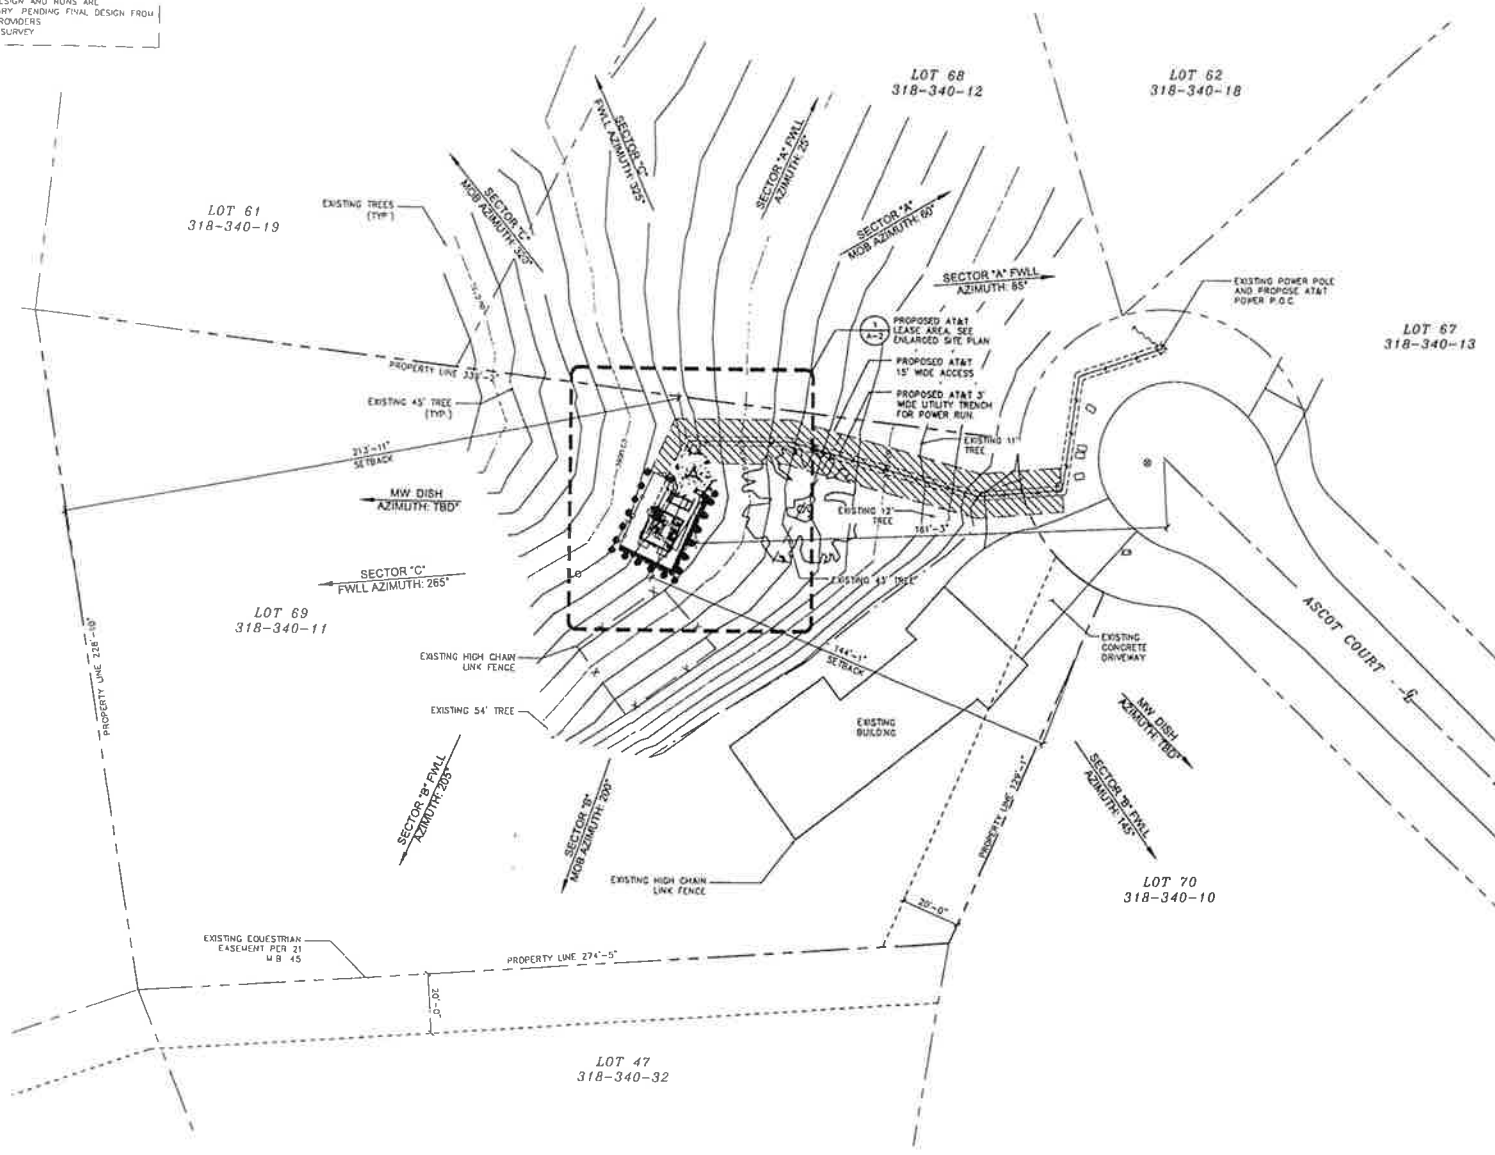 PENDING FINAL DESIGN FROM
SURVEY
LOT 68
318-340-12
LOT 62
318-340-18
LOT 61
318-340-19
EXISTING TREES
(TYP.)
SECTOR "C"
MOB AZIMUTH: 320°
SECTOR "C"
FWLL AZIMUTH: 325°
SECTOR "A" FWLL
AZIMUTH: 25°
SECTOR "A"
MOB AZIMUTH: 60°
SECTOR "A" FWLL
AZIMUTH: 85°
EXISTING POWER POLE
AND PROPOSE AT&T
POWER P.O.C.
LOT 67
318-340-13
1
A-2
PROPOSED AT&T
LEASE AREA. SEE
ENLARGED SITE PLAN
PROPOSED AT&T
15' WIDE ACCESS
PROPOSED AT&T 3'
WIDE UTILITY TRENCH
FOR POWER RUN.
PROPERTY LINE
EXISTING 45' TREE
(TYP.)
EXISTING 11'
TREE
213'-11"
SETBACK
MW DISH
AZIMUTH: TBD°
EXISTING 12'
TREE
161'-3"
EXISTING 43' TREE
SECTOR "C"
FWLL AZIMUTH: 265°
LOT 69
318-340-11
PROPERTY LINE 228'-10"
EXISTING HIGH CHAIN
LINK FENCE
144'-1"
SETBACK
EXISTING
CONCRETE
DRIVEWAY
ASCOT COURT
EXISTING 54' TREE
EXISTING
BUILDING
MW DISH
AZIMUTH: TBD°
SECTOR "B" FWLL
AZIMUTH: 205°
SECTOR "B"
MOB AZIMUTH: 200°
SECTOR "B" FWLL
AZIMUTH: 145°
PROPERTY LINE 129'-1"
EXISTING HIGH CHAIN
LINK FENCE
LOT 70
318-340-10
20'-0"
EXISTING EQUESTRIAN
EASEMENT PER 21
M.B 45
PROPERTY LINE 274'-5"
20'-0"
LOT 47
318-340-32